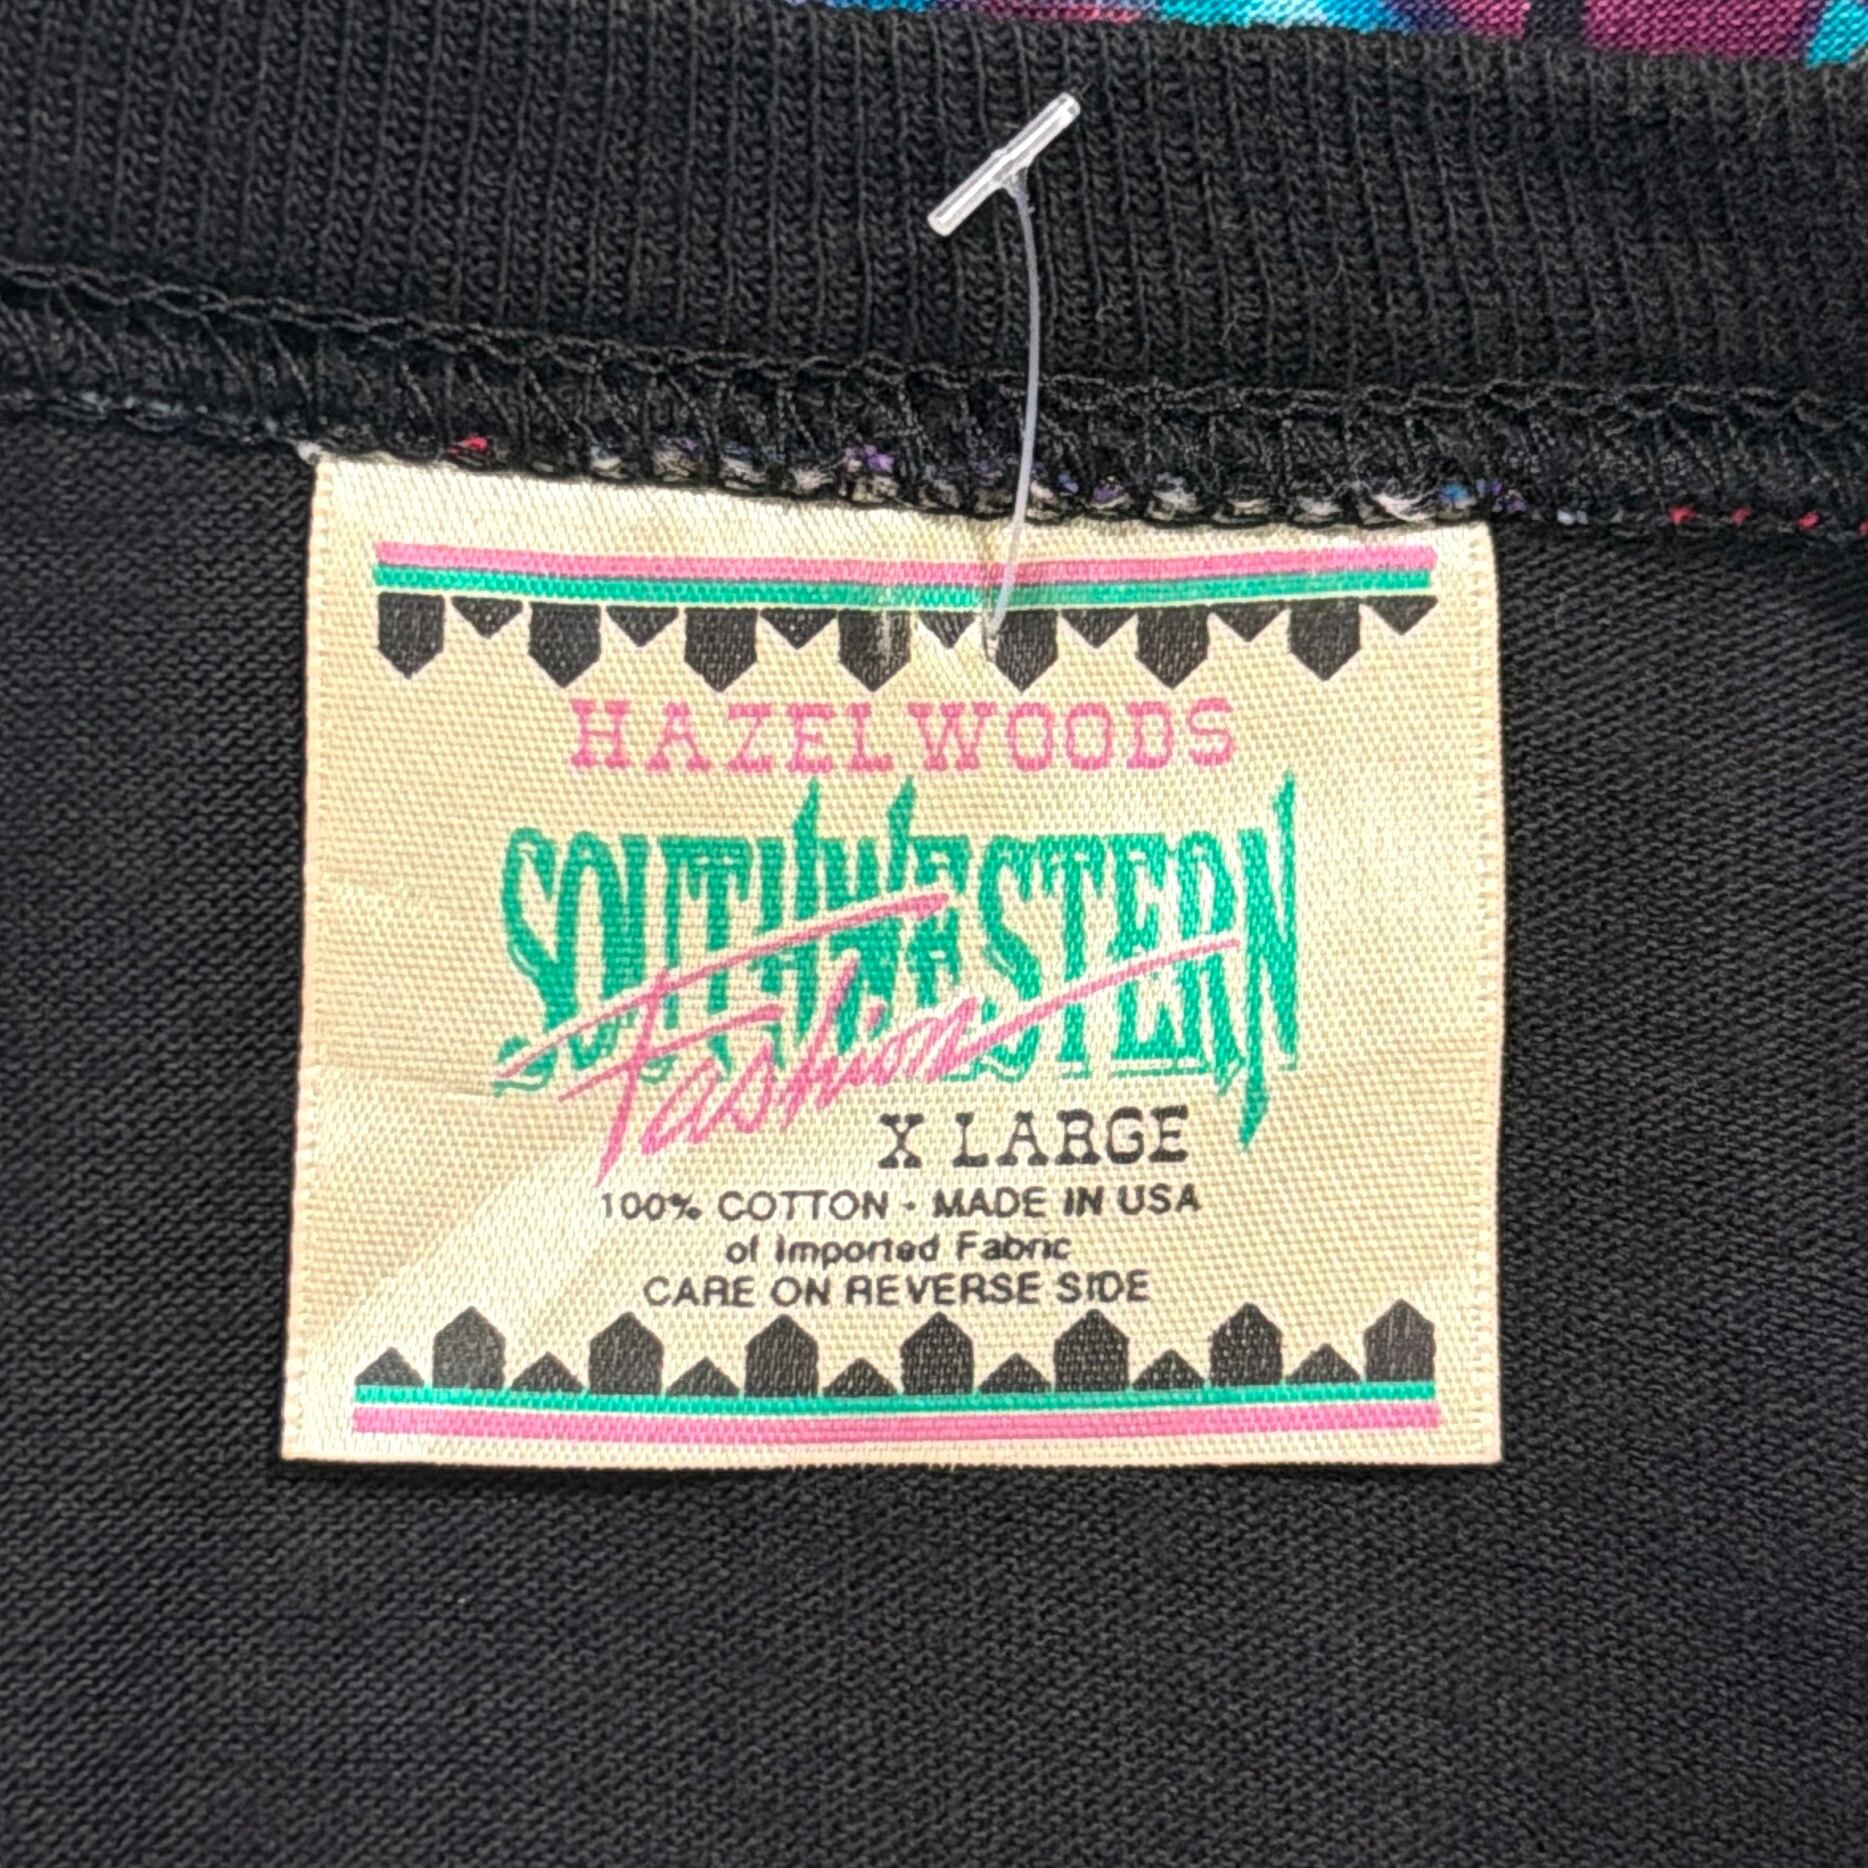 HAZELWOODS
SOUTHWESTERN
Fashion
X LARGE
100% COTTON · MADE IN USA
of Imported Fabric
CARE ON REVERSE SIDE